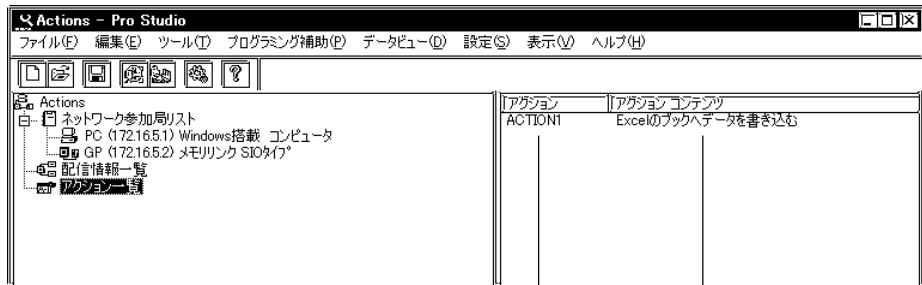 Actions - Pro Studio
ファイル(F) 編集(E) ツール(T) プログラミング補助(P) データビュー(D) 設定(S) 表示(V) ヘルプ(H)
Actions
ネットワーク参加局リスト
PC (172.16.5.1) Windows搭載 コンピュータ
GP (172.16.5.2) メモリリンク SIOタイプ
配信情報一覧
アクション一覧
アクション アクション コンテンツ
ACTION1 Excelのブックへデータを書き込む